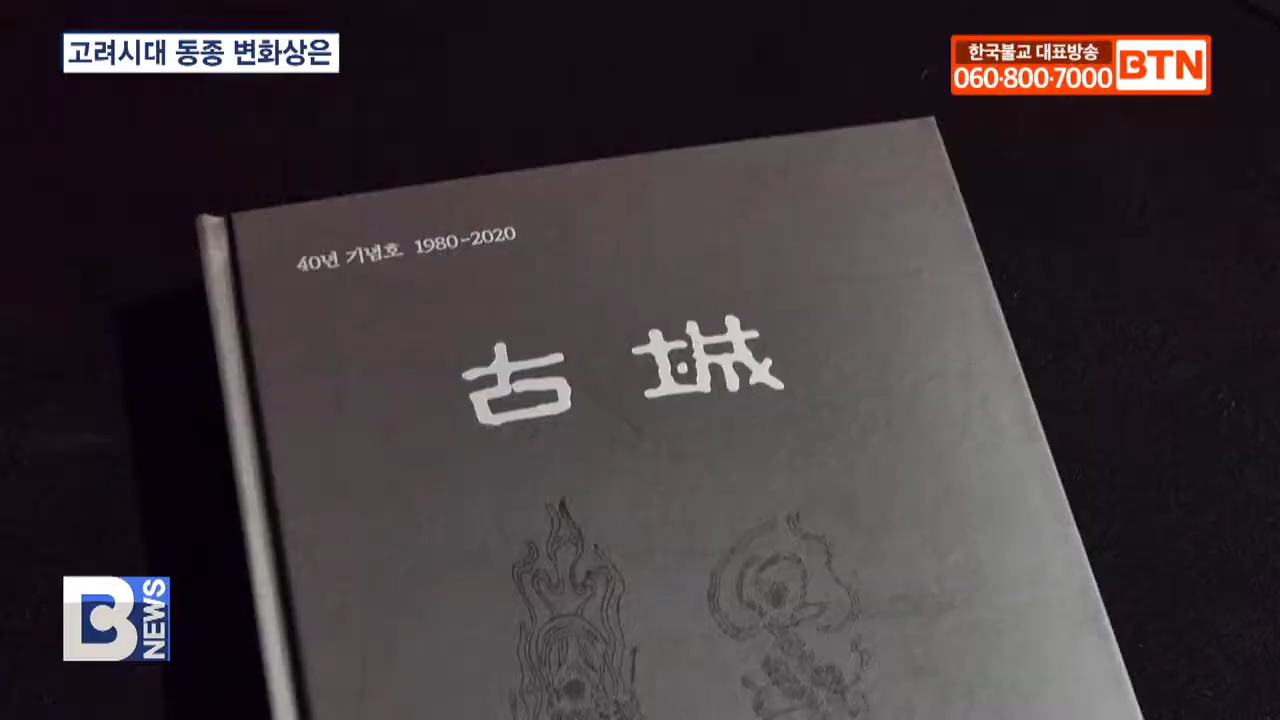 고려시대 동종 변화상은
한국불교 대표방송
060·800·7000
BTN
40년 기념호 1980-2020
古城
B NEWS